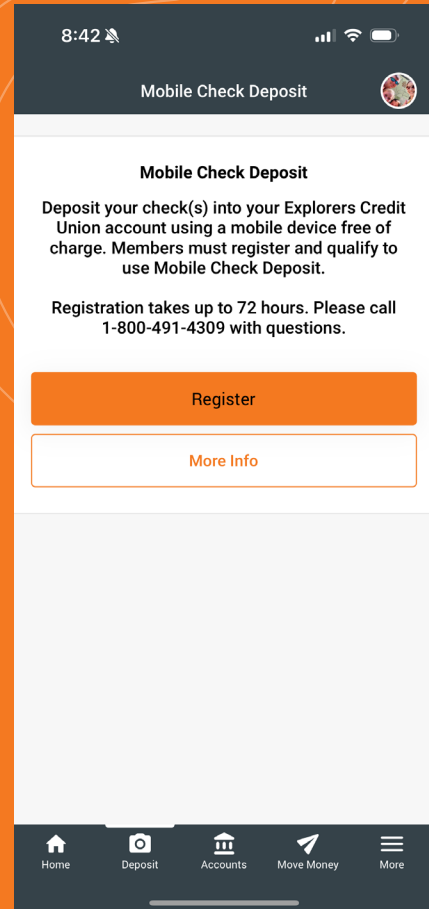 8:42
Mobile Check Deposit
Mobile Check Deposit
Deposit your check(s) into your Explorers Credit
Union account using a mobile device free of
charge. Members must register and qualify to
use Mobile Check Deposit.
Registration takes up to 72 hours. Please call
1-800-491-4309 with questions.
Register
More Info
Home Deposit Accounts Move Money More